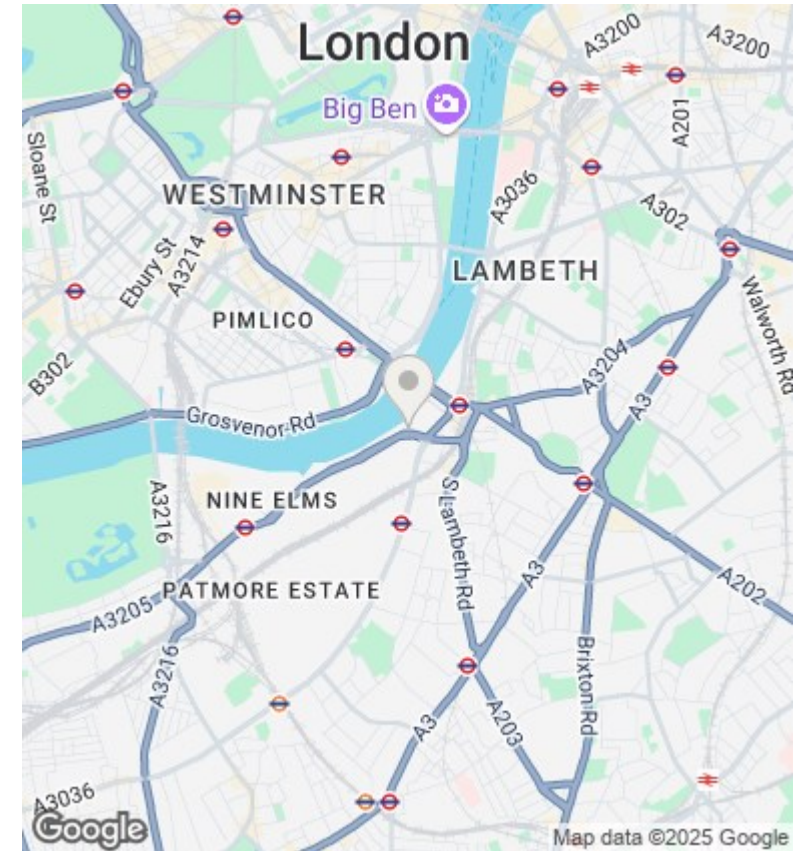 London
A3200
A3200
Big Ben
A201
Sloane St
A3036
WESTMINSTER
A302
Ebury St
A3214
LAMBETH
Walworth Rd
PIMLICO
B302
A3204
A3
Grosvenor Rd
A3216
NINE ELMS
S Lambeth Rd
A3
A202
PATMORE ESTATE
A3205
A3216
Brixton Rd
A203
A3
A3036
Google
Map data ©2025 Google